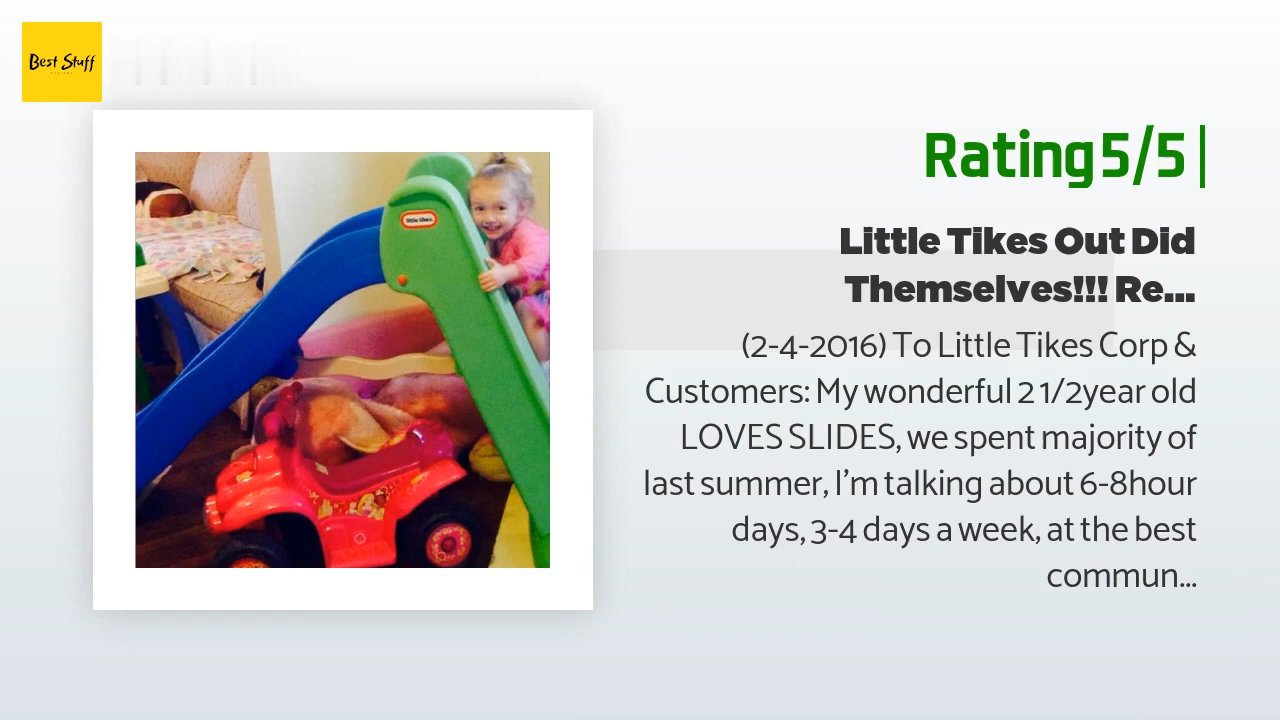 Best Stuff
Rating 5/5
little tikes
Little Tikes Out Did
Themselves!!! Re...
(2-4-2016) To Little Tikes Corp &
Customers: My wonderful 2 1/2year old
LOVES SLIDES, we spent majority of
last summer, I'm talking about 6-8hour
days, 3-4 days a week, at the best
commun...